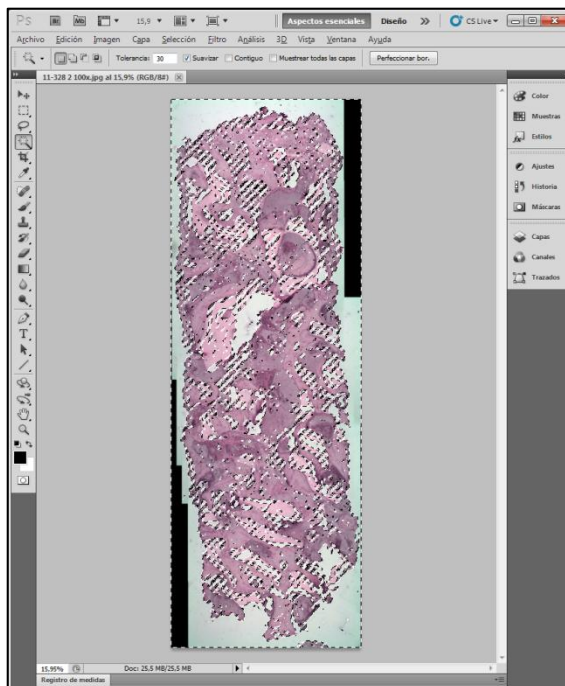 Ps Br Mb 15,9 Aspectos esenciales Diseño >> CS Live
Archivo Edición Imagen Capa Selección Filtro Análisis 3D Vista Ventana Ayuda
Tolerancia: 30 Suavizar Contiguo Muestrear todas las capas Perfeccionar bor.
11-328 2 100x.jpg al 15,9% (RGB/8#)
Color
Muestras
Estilos
Ajustes
Historia
Máscaras
Capas
Canales
Trazados
15,95% Doc: 25,5 MB/25,5 MB
Registro de medidas